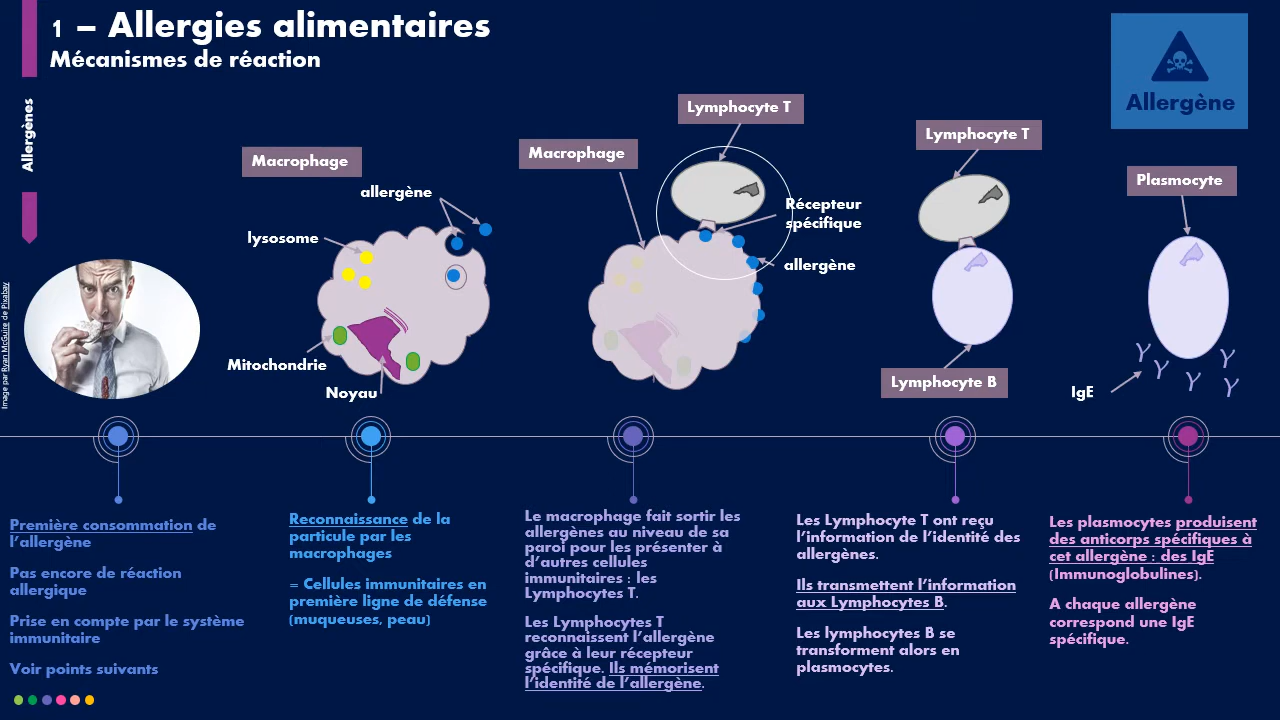 1 – Allergies alimentaires
Mécanismes de réaction
Allergènes
Allergène
Macrophage
allergène
lysosome
Mitochondrie
Noyau
Macrophage
Lymphocyte T
Récepteur
spécifique
allergène
Lymphocyte T
Lymphocyte B
Plasmocyte
IgE
Image par Ryan McGuire de Pixabay
Première consommation de
l'allergène
Pas encore de réaction
allergique
Prise en compte par le système
immunitaire
Voir points suivants
Reconnaissance de la
particule par les
macrophages
= Cellules immunitaires en
première ligne de défense
(muqueuses, peau)
Le macrophage fait sortir les
allergènes au niveau de sa
paroi pour les présenter à
d'autres cellules
immunitaires : les
Lymphocytes T.
Les Lymphocytes T
reconnaissent l'allergène
grâce à leur récepteur
spécifique. Ils mémorisent
l'identité de l'allergène.
Les Lymphocyte T ont reçu
l'information de l'identité des
allergènes.
Ils transmettent l'information
aux Lymphocytes B.
Les lymphocytes B se
transforment alors en
plasmocytes.
Les plasmocytes produisent
des anticorps spécifiques à
cet allergène : des IgE
(Immunoglobulines).
A chaque allergène
correspond une IgE
spécifique.